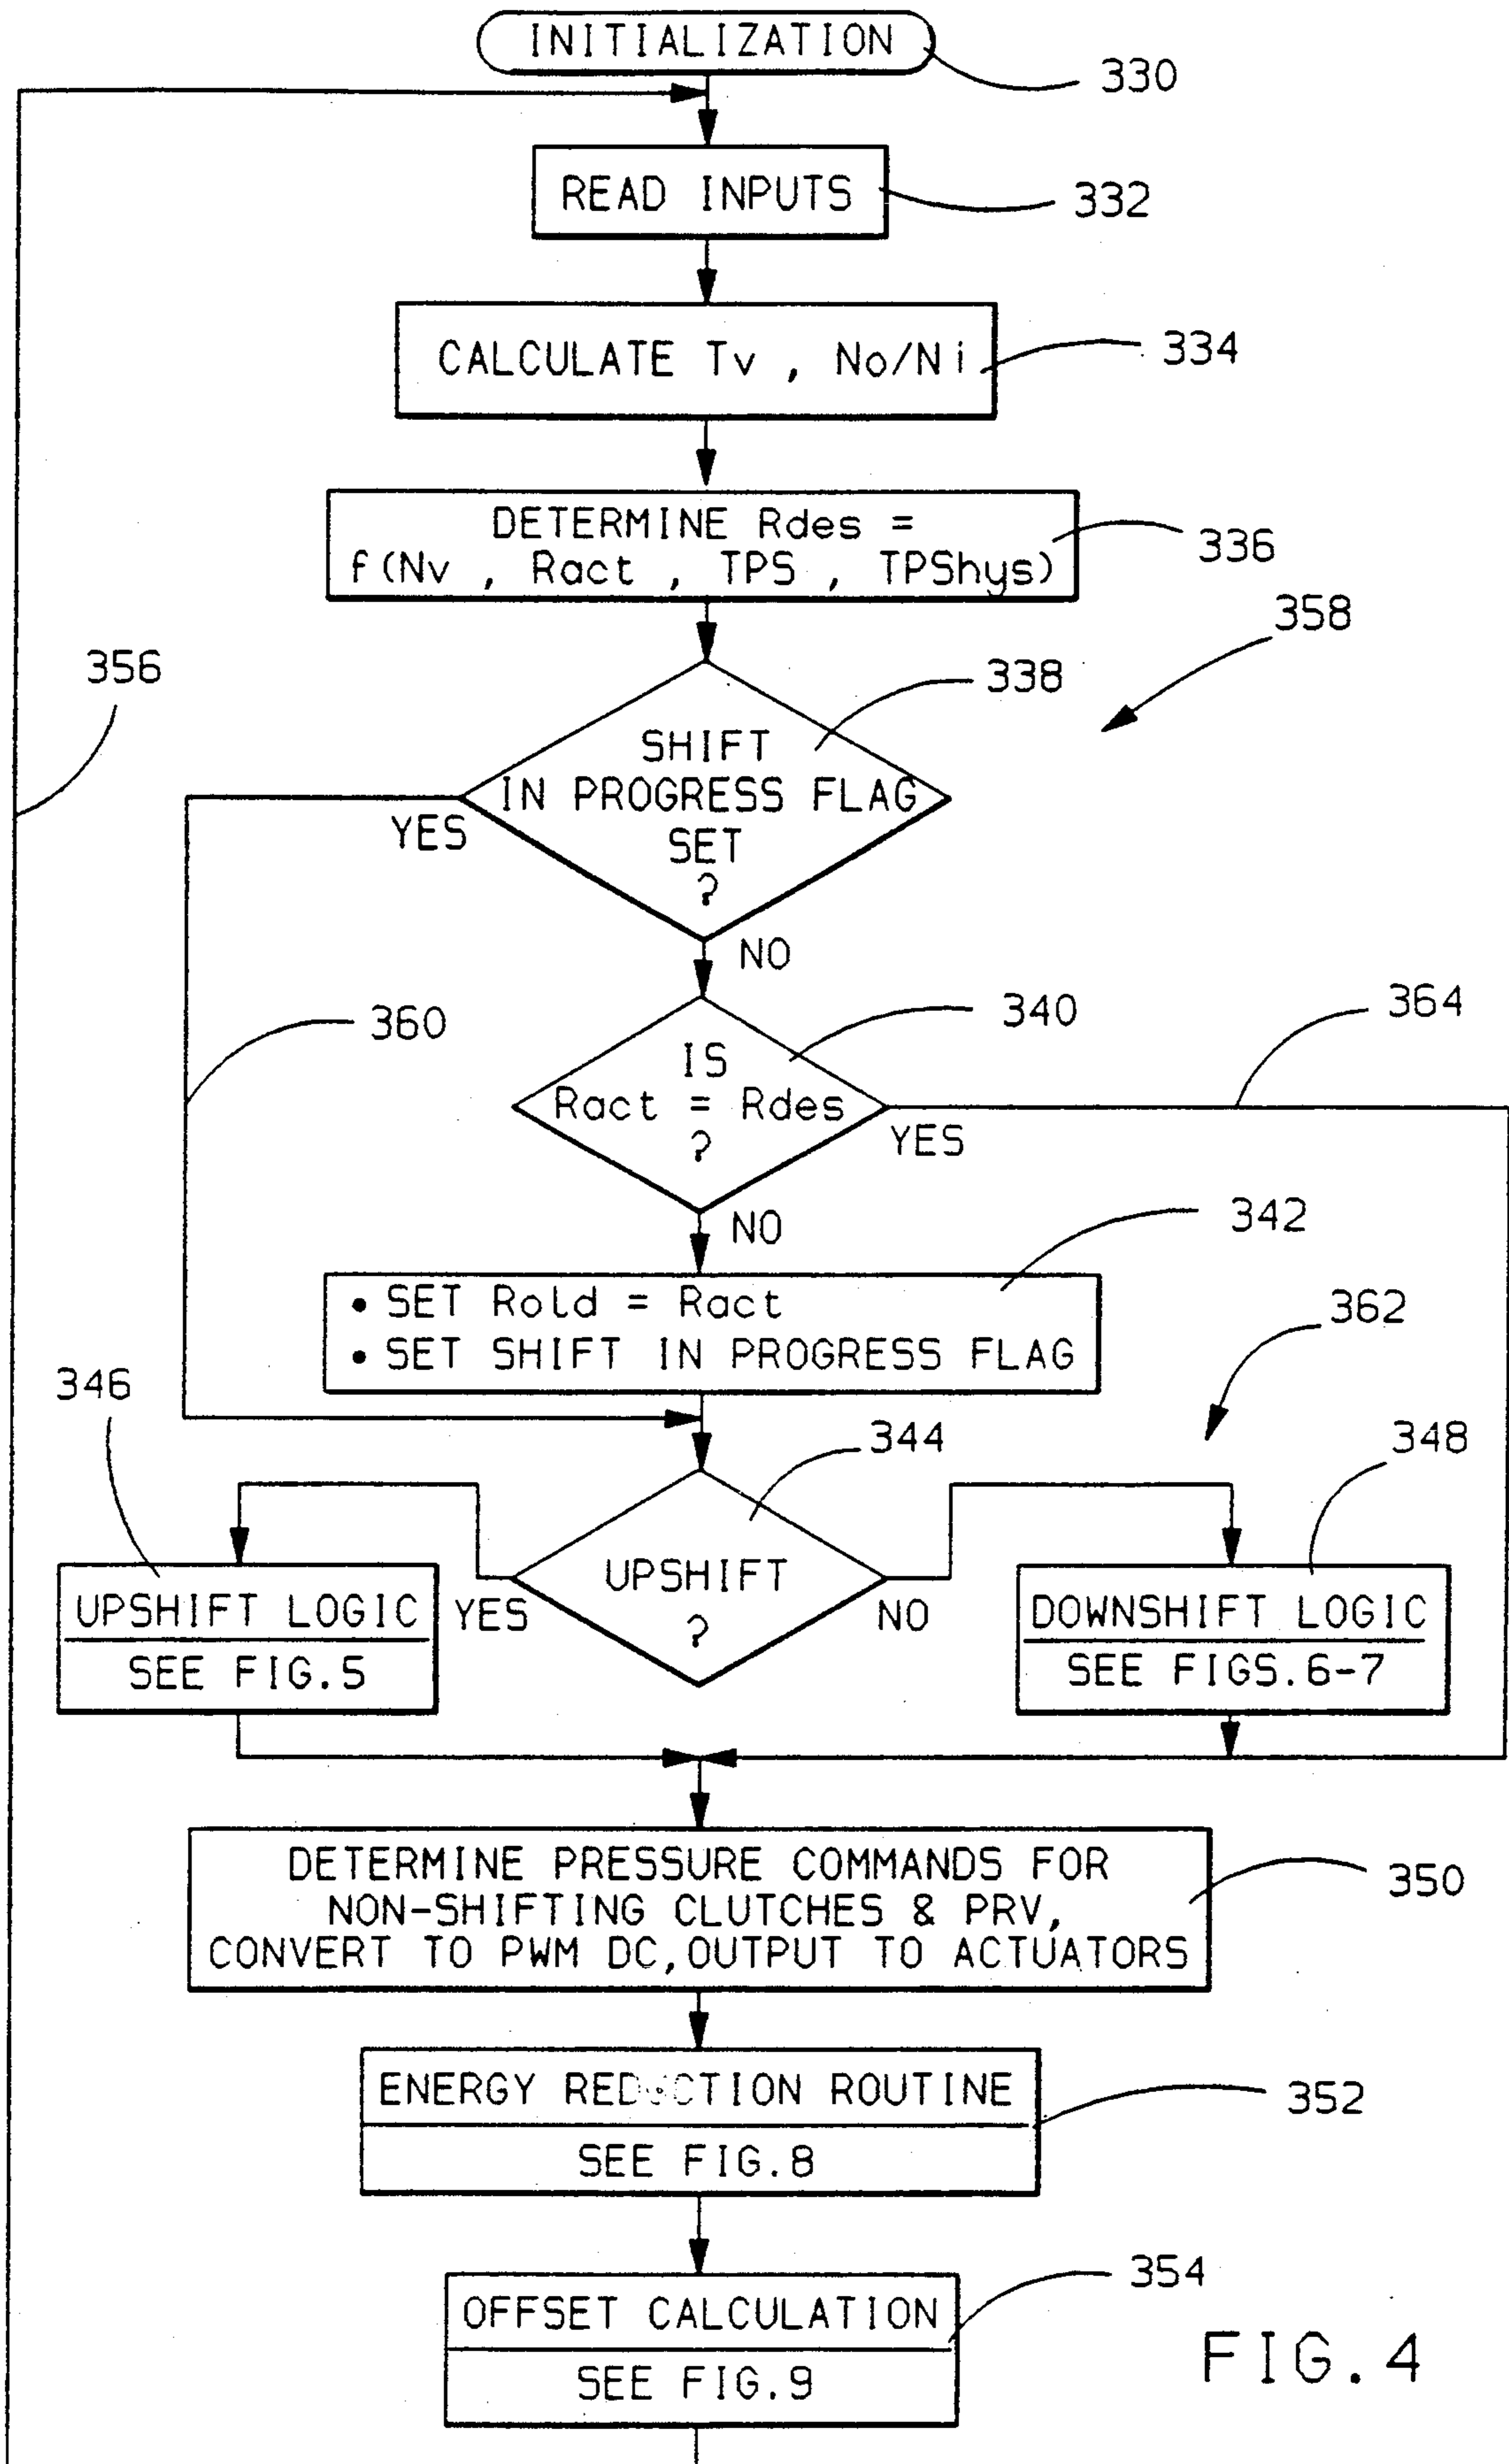 INITIALIZATION
330
READ INPUTS
332
CALCULATE Tv , No/Ni
334
DETERMINE Rdes =
f(Nv , Ract , TPS , TPShys)
336
358
356
338
SHIFT
IN PROGRESS FLAG
SET
?
YES
NO
360
340
364
IS
Ract = Rdes
?
YES
NO
342
• SET Rold = Ract
• SET SHIFT IN PROGRESS FLAG
362
346
344
348
UPSHIFT
?
YES
NO
UPSHIFT LOGIC
SEE FIG.5
DOWNSHIFT LOGIC
SEE FIGS.6-7
DETERMINE PRESSURE COMMANDS FOR
NON-SHIFTING CLUTCHES & PRV,
CONVERT TO PWM DC,OUTPUT TO ACTUATORS
350
ENERGY REDUCTION ROUTINE
SEE FIG.8
352
OFFSET CALCULATION
SEE FIG.9
354
FIG.4